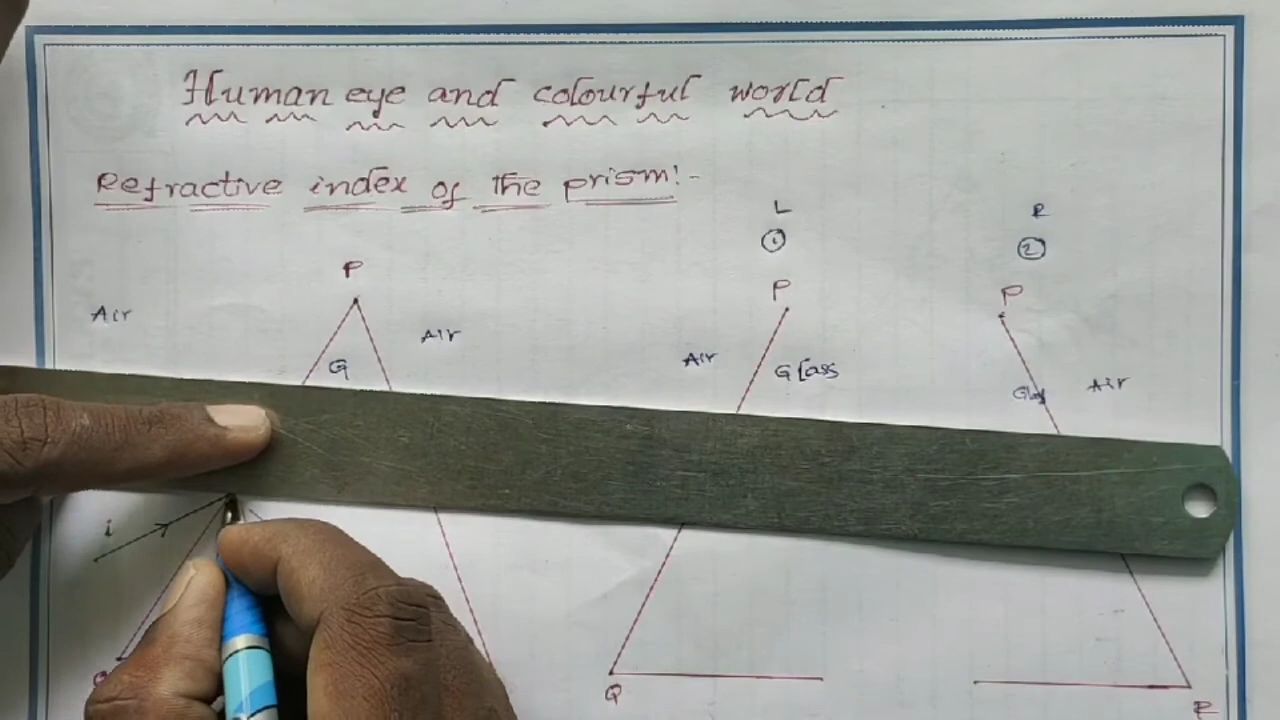 Human eye and colourful world
Refractive index of the prism:-
L
R
1
2
P
P
P
Air
Air
G
Air
Glass
Air
i
Q
R